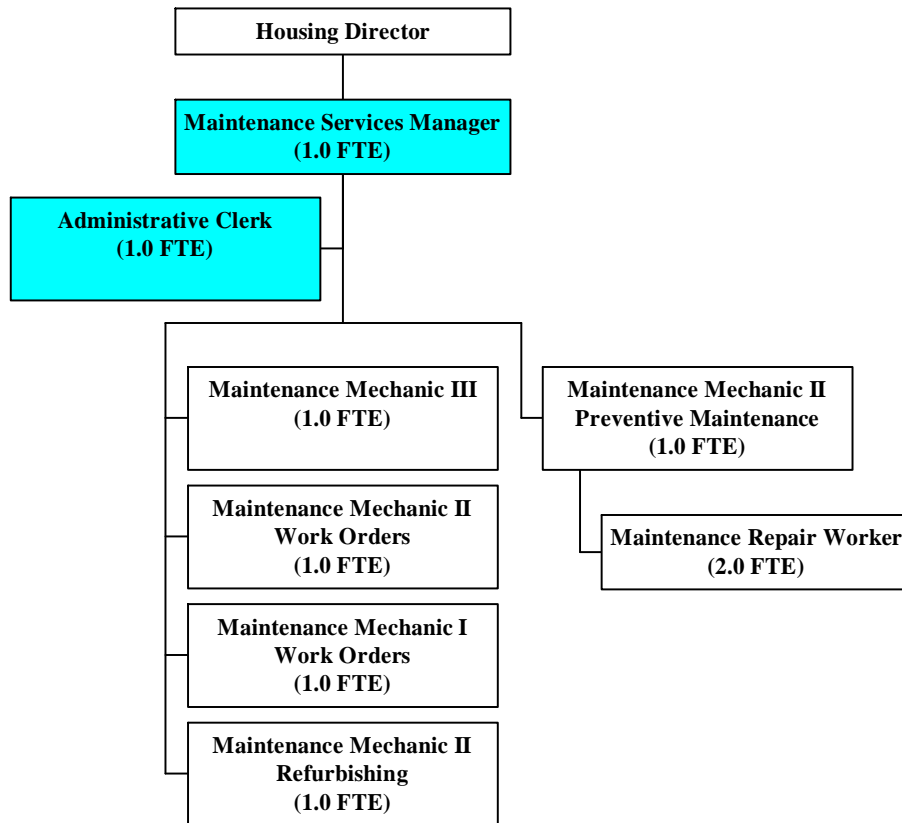 Housing Director
Maintenance Services Manager
(1.0 FTE)
Administrative Clerk
(1.0 FTE)
Maintenance Mechanic III
(1.0 FTE)
Maintenance Mechanic II
Preventive Maintenance
(1.0 FTE)
Maintenance Mechanic II
Work Orders
(1.0 FTE)
Maintenance Repair Worker
(2.0 FTE)
Maintenance Mechanic I
Work Orders
(1.0 FTE)
Maintenance Mechanic II
Refurbishing
(1.0 FTE)